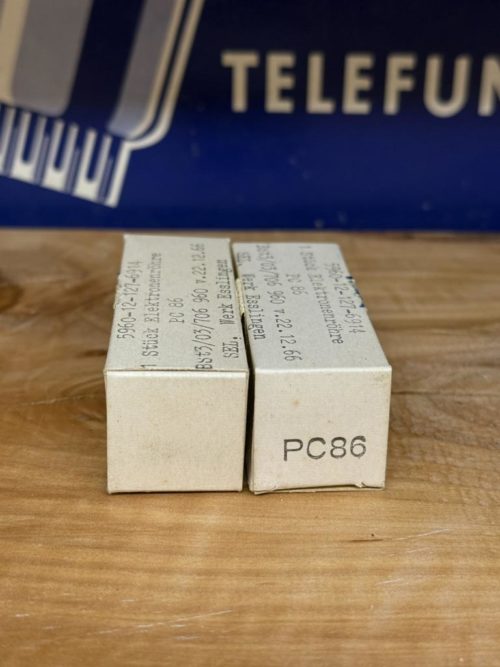 TELEFUN
5960-12-127-6914
1 Stück Elektronenröhre
PC 86
Bst3/03/706 960 v.22.12.66
SEL, Werk Esslingen
5960-12-127-6914
1 Stück Elektronenröhre
PC 86
Bst3/03/706 960 v.22.12.66
SEL, Werk Esslingen
PC86